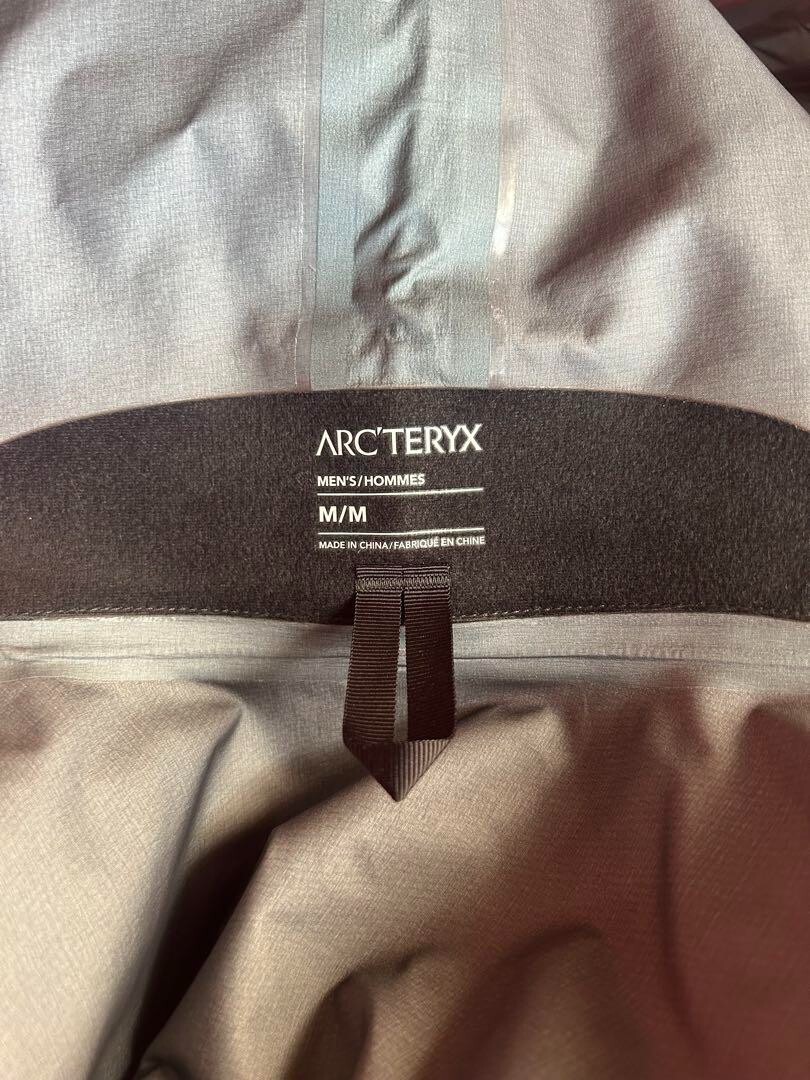 ARC'TERYX
MEN'S/HOMMES
M/M
MADE IN CHINA/FABRIQUÉ EN CHINE